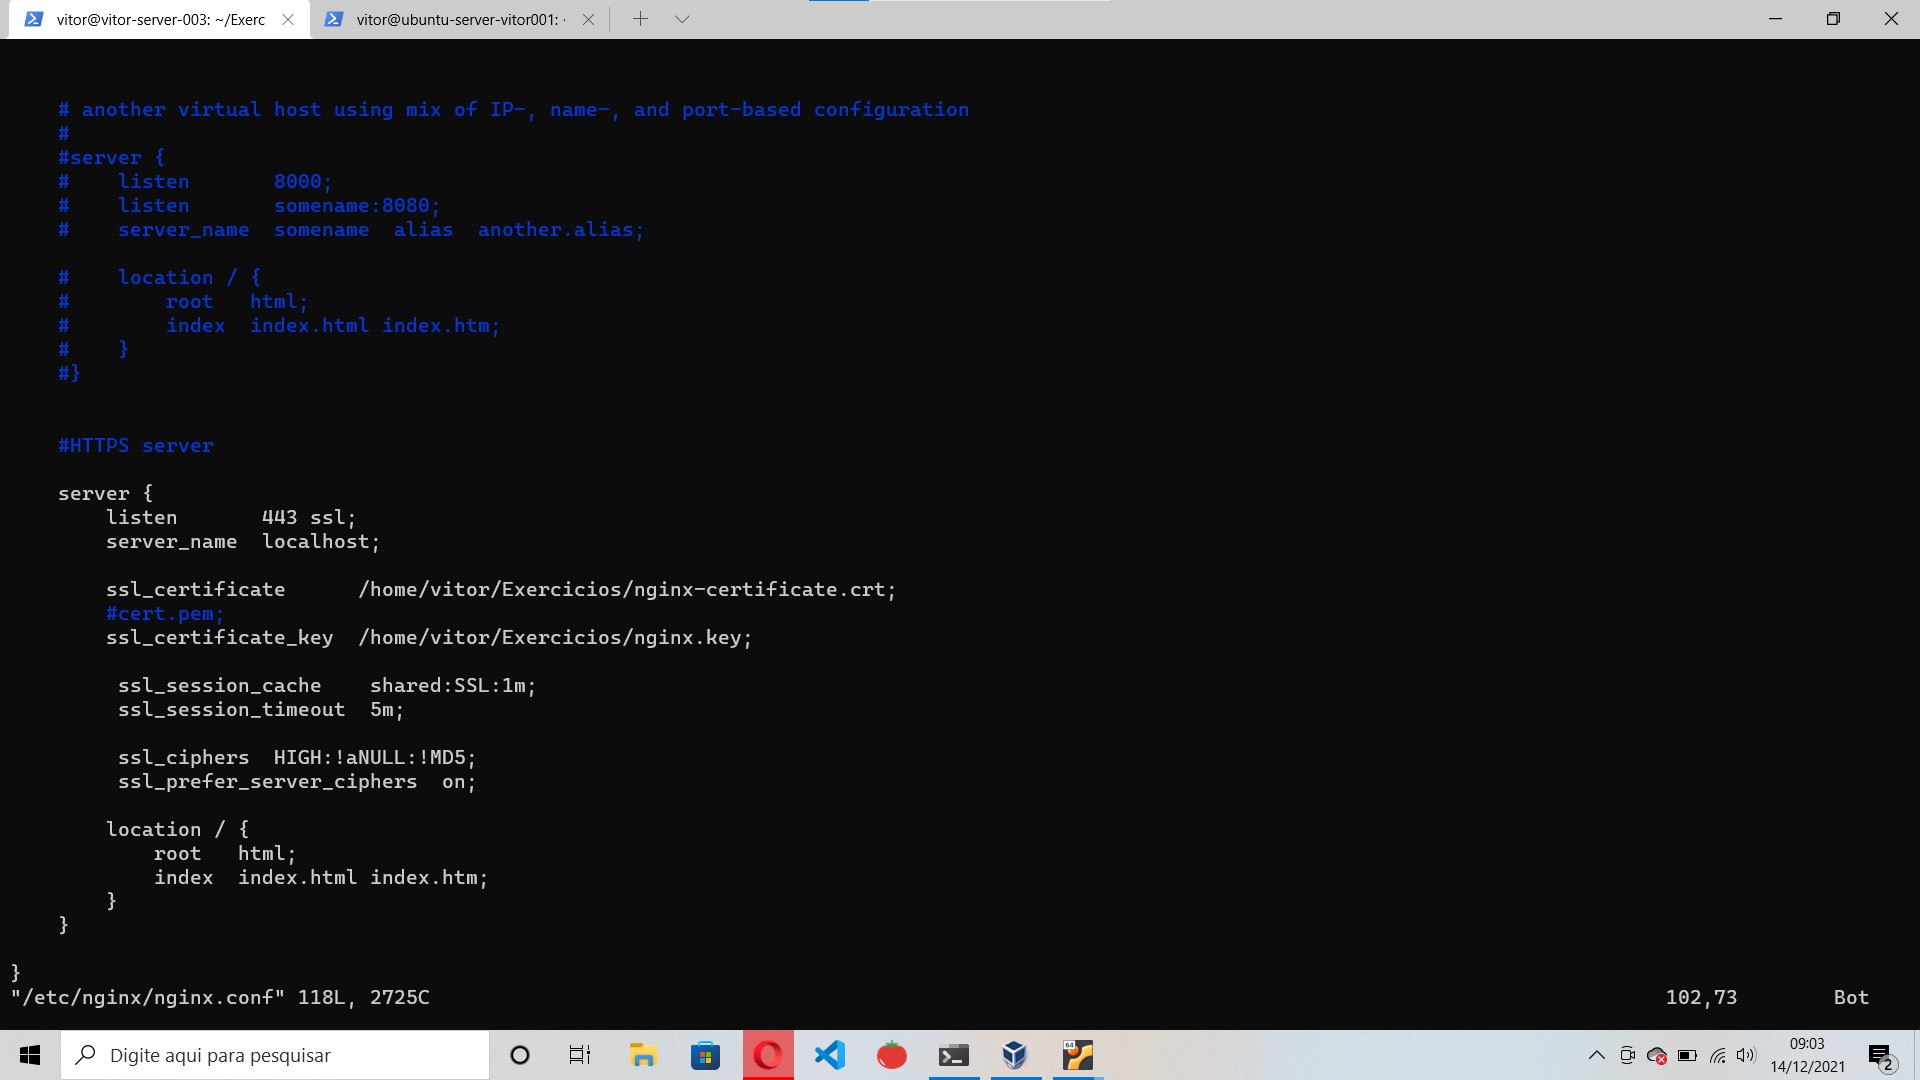 vitor@vitor-server-003: ~/Exerc
vitor@ubuntu-server-vitor001: ·
# another virtual host using mix of IP-, name-, and port-based configuration
#
#server {
#    listen       8000;
#    listen       somename:8080;
#    server_name  somename  alias  another.alias;
#    location / {
#        root   html;
#        index  index.html index.htm;
#    }
#}
#HTTPS server
server {
listen       443 ssl;
server_name  localhost;
ssl_certificate      /home/vitor/Exercicios/nginx-certificate.crt;
#cert.pem;
ssl_certificate_key  /home/vitor/Exercicios/nginx.key;
ssl_session_cache    shared:SSL:1m;
ssl_session_timeout  5m;
ssl_ciphers  HIGH:!aNULL:!MD5;
ssl_prefer_server_ciphers  on;
location / {
root   html;
index  index.html index.htm;
}
}
}
"/etc/nginx/nginx.conf" 118L, 2725C 102,73 Bot
Digite aqui para pesquisar
64
09:03
14/12/2021
2